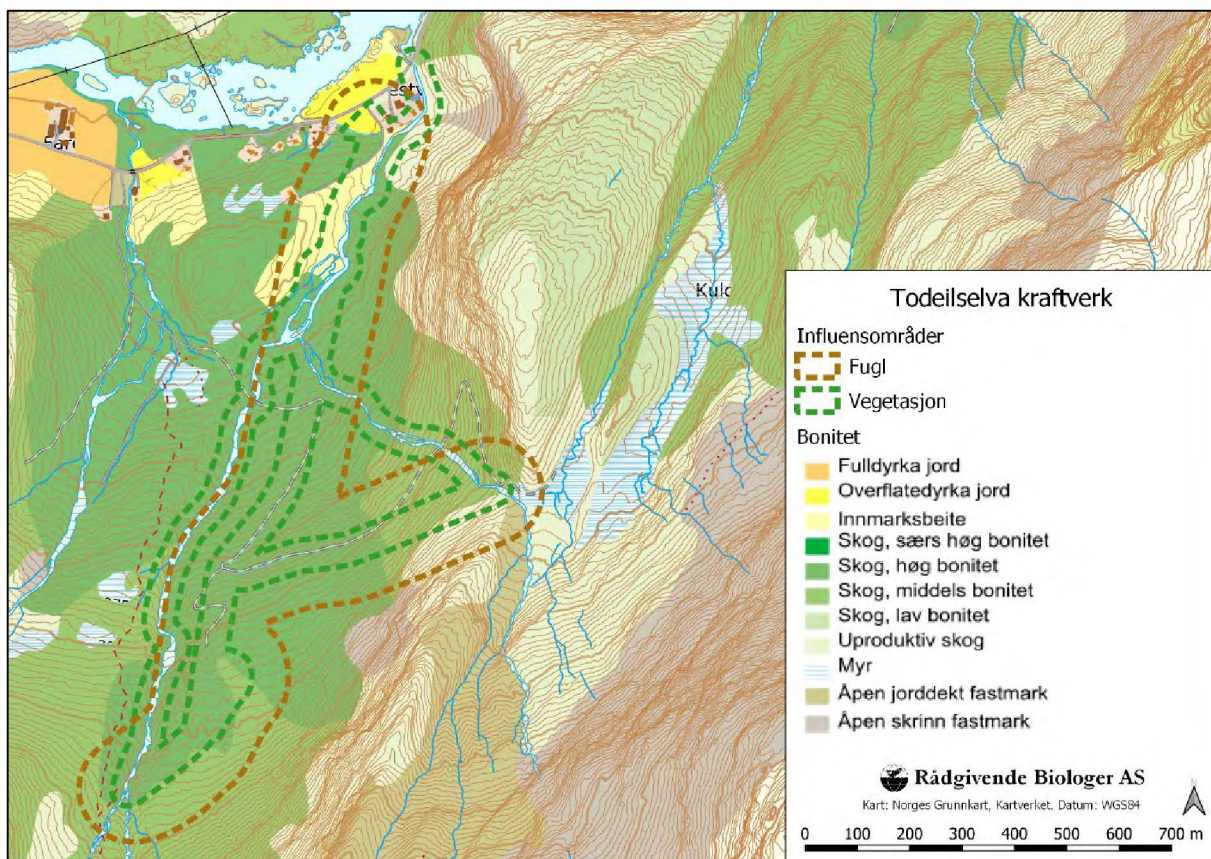 Todeilselva kraftverk
Influensområder
Fugl
Vegetasjon
Bonitet
Fulldyrka jord
Overflatedyrka jord
Innmarksbeite
Skog, særs høg bonitet
Skog, høg bonitet
Skog, middels bonitet
Skog, lav bonitet
Uproduktiv skog
Myr
Åpen jorddekt fastmark
Åpen skrinn fastmark
Rådgivende Biologer AS
Kart: Norges Grunnkart, Kartverket. Datum: WGS84
0 100 200 300 400 500 600 700 m